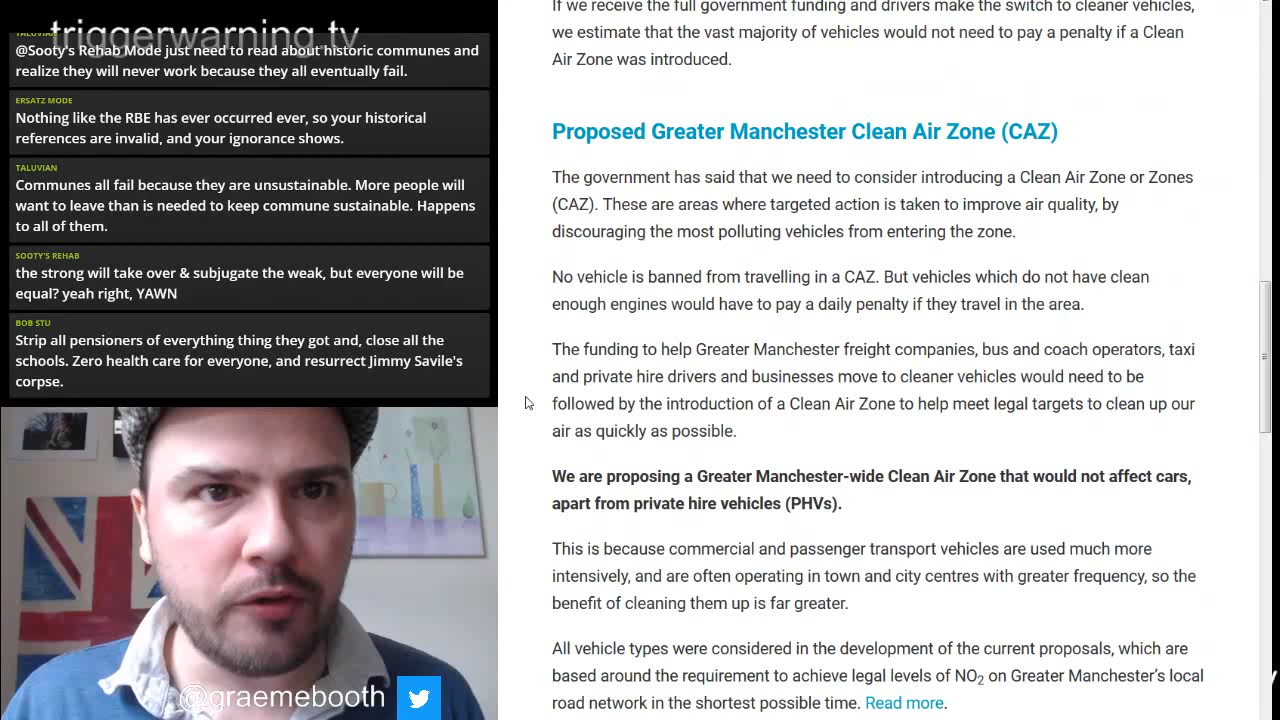 triggerwarning.tv
TALUVIAN
@Sooty's Rehab Mode just need to read about historic communes and
realize they will never work because they all eventually fail.
ERSATZ MODE
Nothing like the RBE has ever occurred ever, so your historical
references are invalid, and your ignorance shows.
TALUVIAN
Communes all fail because they are unsustainable. More people will
want to leave than is needed to keep commune sustainable. Happens
to all of them.
SOOTY'S REHAB
the strong will take over & subjugate the weak, but everyone will be
equal? yeah right, YAWN
BOB STU
Strip all pensioners of everything thing they got and, close all the
schools. Zero health care for everyone, and resurrect Jimmy Savile's
corpse.
@graemebooth
If we receive the full government funding and drivers make the switch to cleaner vehicles,
we estimate that the vast majority of vehicles would not need to pay a penalty if a Clean
Air Zone was introduced.
Proposed Greater Manchester Clean Air Zone (CAZ)
The government has said that we need to consider introducing a Clean Air Zone or Zones
(CAZ). These are areas where targeted action is taken to improve air quality, by
discouraging the most polluting vehicles from entering the zone.
No vehicle is banned from travelling in a CAZ. But vehicles which do not have clean
enough engines would have to pay a daily penalty if they travel in the area.
The funding to help Greater Manchester freight companies, bus and coach operators, taxi
and private hire drivers and businesses move to cleaner vehicles would need to be
followed by the introduction of a Clean Air Zone to help meet legal targets to clean up our
air as quickly as possible.
We are proposing a Greater Manchester-wide Clean Air Zone that would not affect cars,
apart from private hire vehicles (PHVs).
This is because commercial and passenger transport vehicles are used much more
intensively, and are often operating in town and city centres with greater frequency, so the
benefit of cleaning them up is far greater.
All vehicle types were considered in the development of the current proposals, which are
based around the requirement to achieve legal levels of NO2 on Greater Manchester's local
road network in the shortest possible time. Read more.